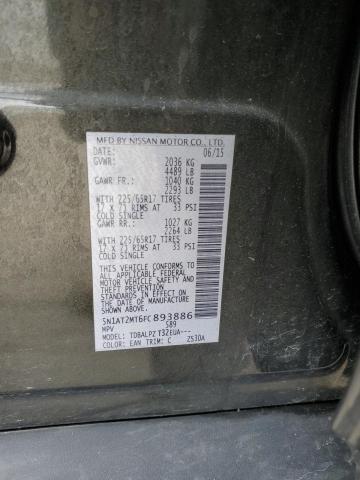 MFD BY NISSAN MOTOR CO., LTD.
DATE: 06/15
GVWR: 2036 KG
4489 LB
GAWR FR.: 1040 KG
2293 LB
WITH 225/65R17 TIRES
17 X 7J RIMS AT 33 PSI
COLD SINGLE
GAWR RR.: 1027 KG
2264 LB
WITH 225/65R17 TIRES
17 X 7J RIMS AT 33 PSI
COLD SINGLE
THIS VEHICLE CONFORMS TO
ALL APPLICABLE FEDERAL
MOTOR VEHICLE SAFETY
AND THEFT PREVENTION
STANDARDS IN EFFECT ON
THE DATE OF MANUFACTURE
SHOWN ABOVE.
5N1AT2MT6FC893886
MPV 589
MODEL: TDBALPZ T32EUA---
COLOR: EAN TRIM: C Z530A